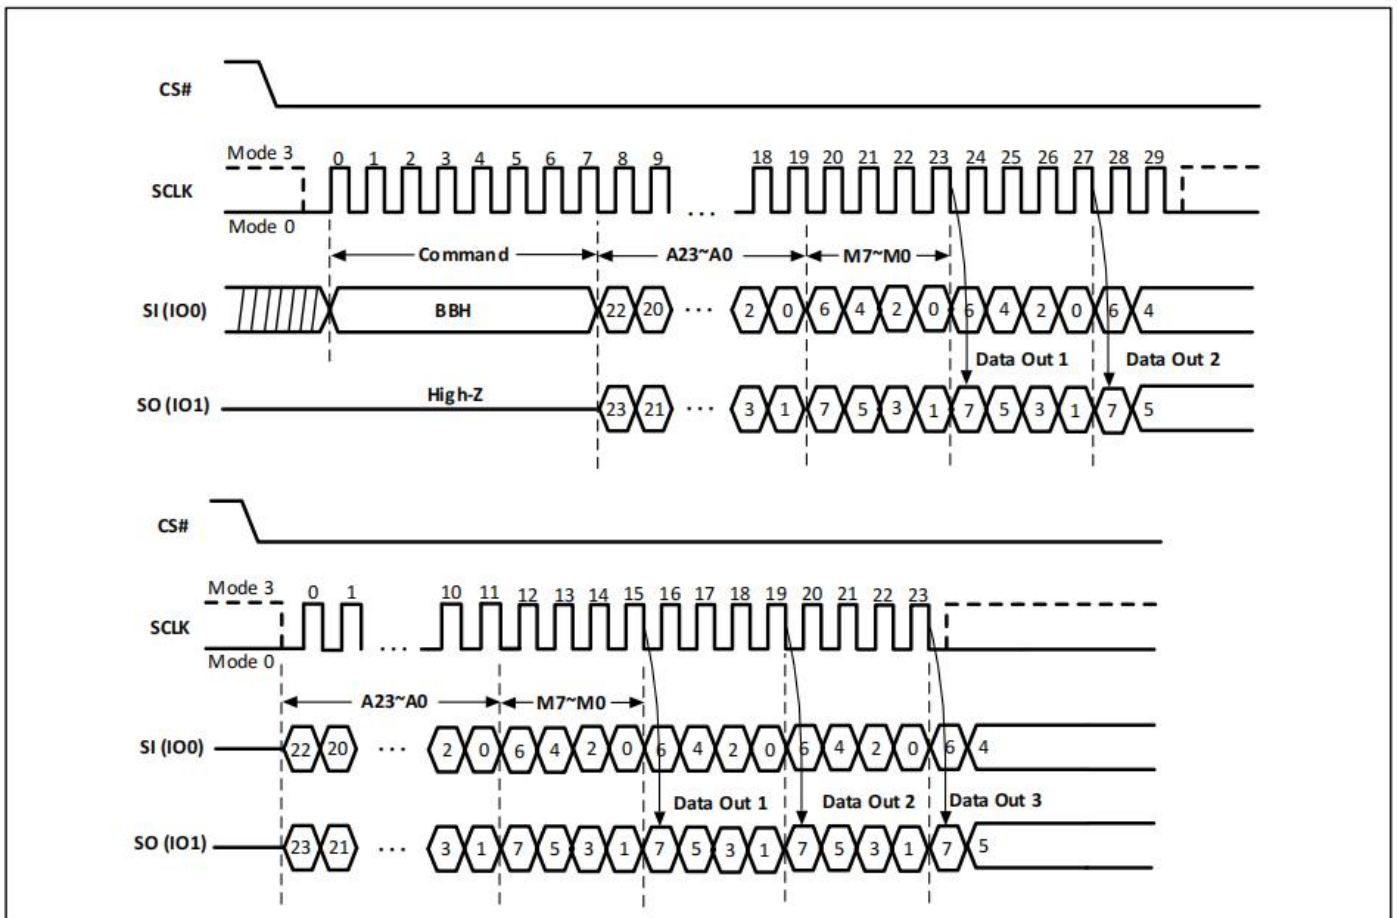 CS#
Mode 3
0 1 2 3 4 5 6 7 8 9 18 19 20 21 22 23 24 25 26 27 28 29
SCLK
...
Mode 0
Command A23~A0 M7~M0
SI (IO0) BBH 22 20 ... 2 0 6 4 2 0 6 4 2 0 6 4
Data Out 1 Data Out 2
High-Z
SO (IO1) 23 21 ... 3 1 7 5 3 1 7 5 3 1 7 5
CS#
Mode 3 0 1 10 11 12 13 14 15 16 17 18 19 20 21 22 23
SCLK
...
Mode 0
A23~A0 M7~M0
SI (IO0) 22 20 ... 2 0 6 4 2 0 6 4 2 0 6 4 2 0 6 4
Data Out 1 Data Out 2 Data Out 3
SO (IO1) 23 21 ... 3 1 7 5 3 1 7 5 3 1 7 5 3 1 7 5